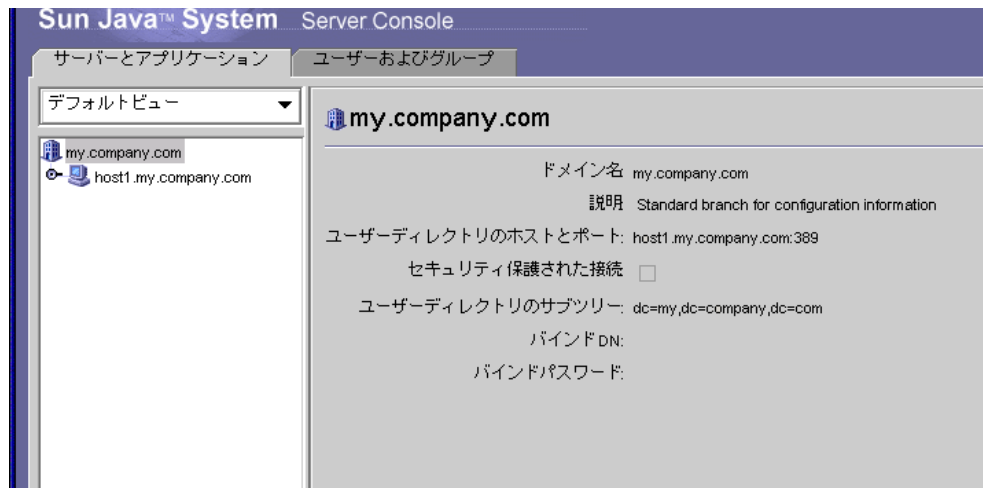 Sun Java™ System Server Console
サーバーとアプリケーション ユーザーおよびグループ
デフォルトビュー
my.company.com
host1.my.company.com
my.company.com
ドメイン名 my.company.com
説明 Standard branch for configuration information
ユーザーディレクトリのホストとポート: host1.my.company.com:389
セキュリティ保護された接続
ユーザーディレクトリのサブツリー: dc=my,dc=company,dc=com
バインドDN:
バインドパスワード: